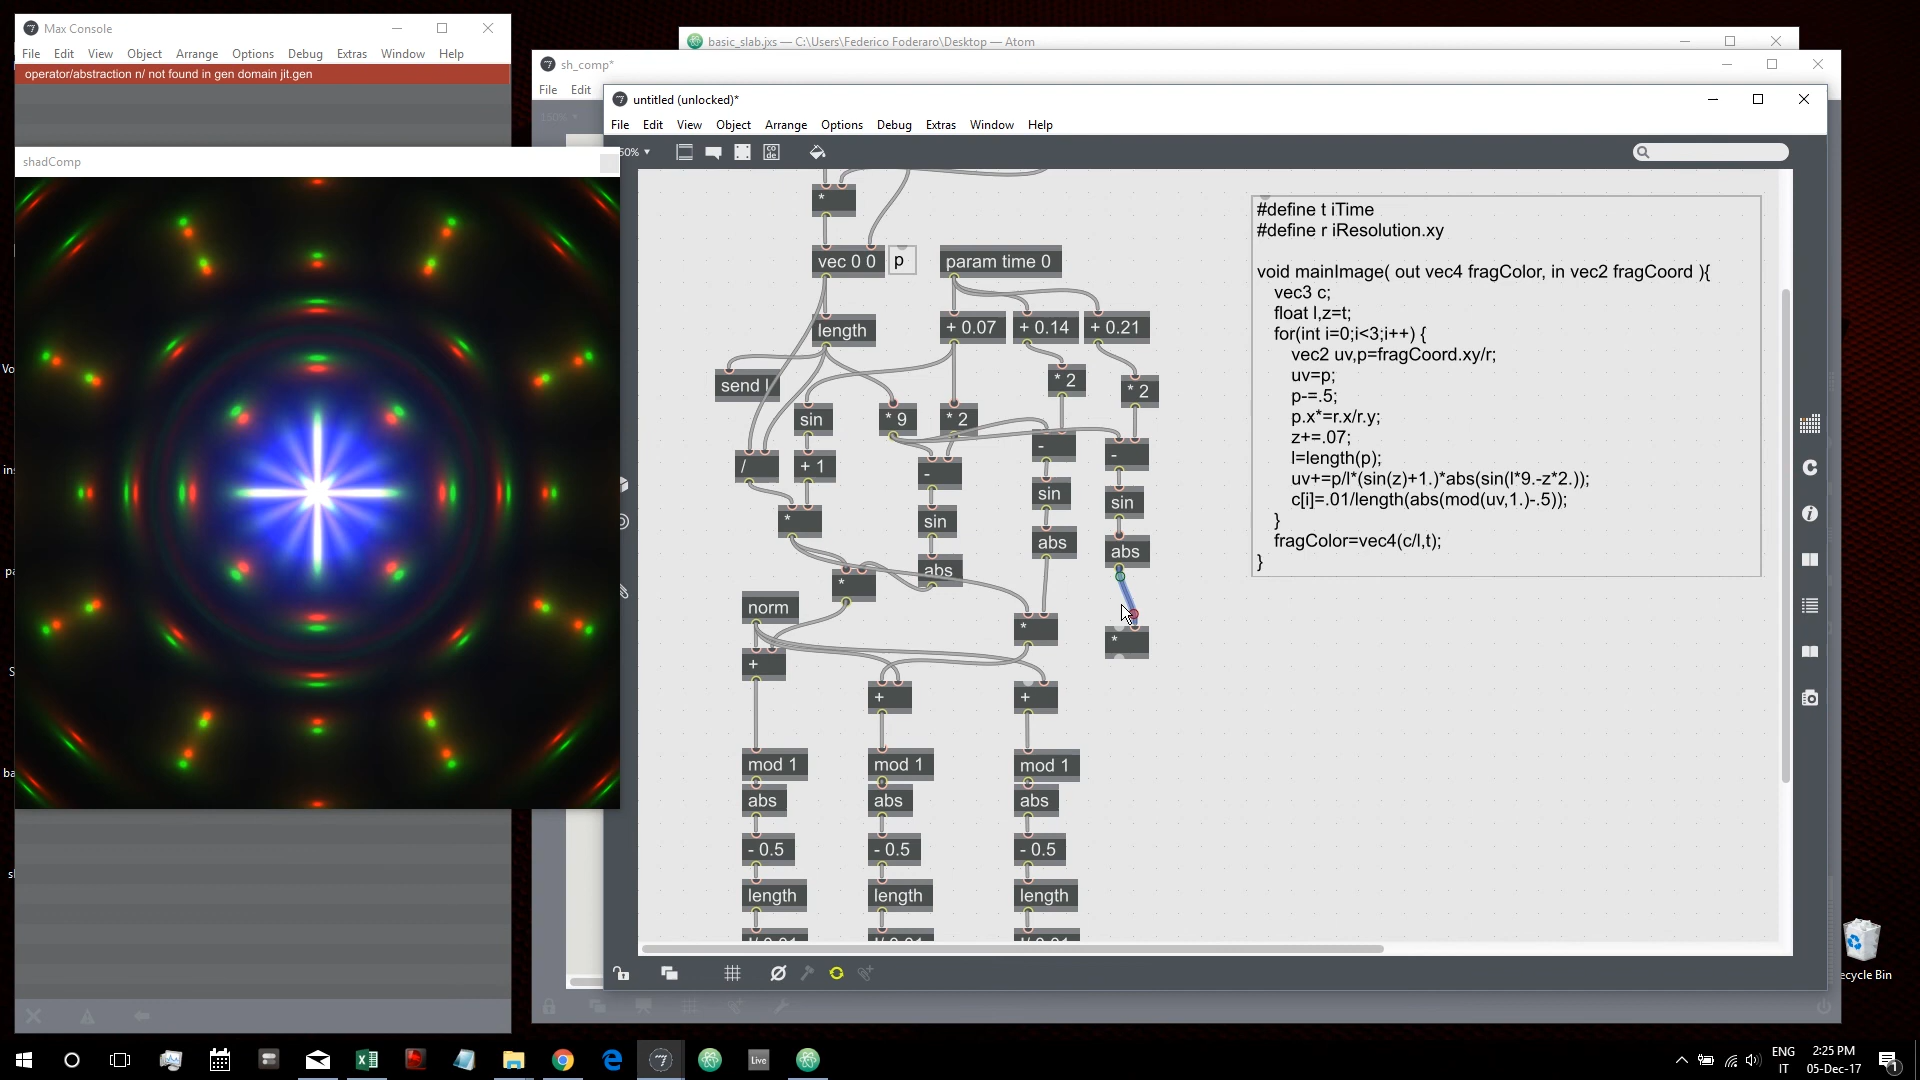 Max Console
File Edit View Object Arrange Options Debug Extras Window Help
operator/abstraction n/ not found in gen domain jit.gen
shadComp
basic_slab.jxs — C:\Users\Federico Foderaro\Desktop — Atom
sh_comp*
File Edit
untitled (unlocked)*
File Edit View Object Arrange Options Debug Extras Window Help
*
vec 0 0
p
param time 0
length
+ 0.07
+ 0.14
+ 0.21
send l
* 2
* 2
sin
* 9
* 2
-
-
/
+ 1
-
sin
sin
*
sin
abs
abs
*
abs
norm
*
*
+
+
+
mod 1
mod 1
mod 1
abs
abs
abs
- 0.5
- 0.5
- 0.5
length
length
length
#define t iTime
#define r iResolution.xy
void mainImage( out vec4 fragColor, in vec2 fragCoord ){
vec3 c;
float l,z=t;
for(int i=0;i<3;i++) {
vec2 uv,p=fragCoord.xy/r;
uv=p;
p-=.5;
p.x*=r.x/r.y;
z+=.07;
l=length(p);
uv+=p/l*(sin(z)+1.)*abs(sin(l*9.-z*2.));
c[i]=.01/length(abs(mod(uv,1.)-.5));
}
fragColor=vec4(c/l,t);
}
ecycle Bin
Live
ENG
IT
2:25 PM
05-Dec-17
1